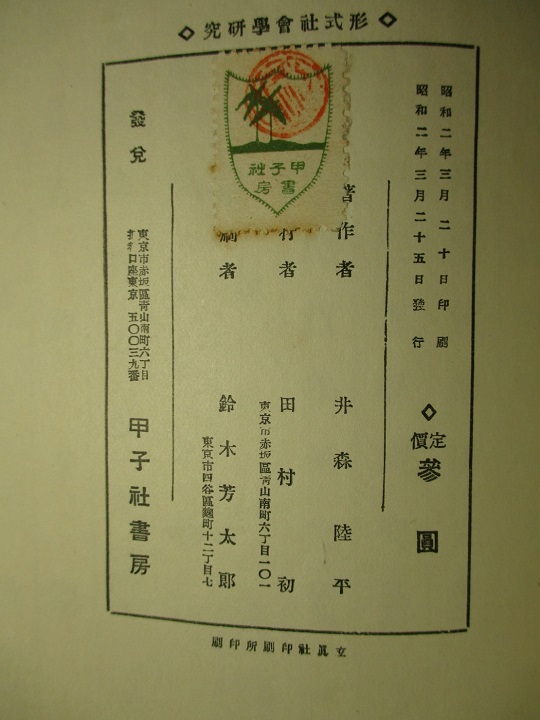 ◇形式社會學研究◇
昭和二年三月二十日印刷
昭和二年三月二十五日發行
◇定價參圓
著作者 井森陸平
行者 田村初
東京市赤坂區靑山南町六丁目一〇一
刷者 鈴木芳太郎
東京市四谷區麴町十二丁目七
發兌
東京市赤坂區靑山南町六丁目
振替口座東京 五〇〇三九番
甲子社書房
甲子社
書房
立眞社印刷所印刷